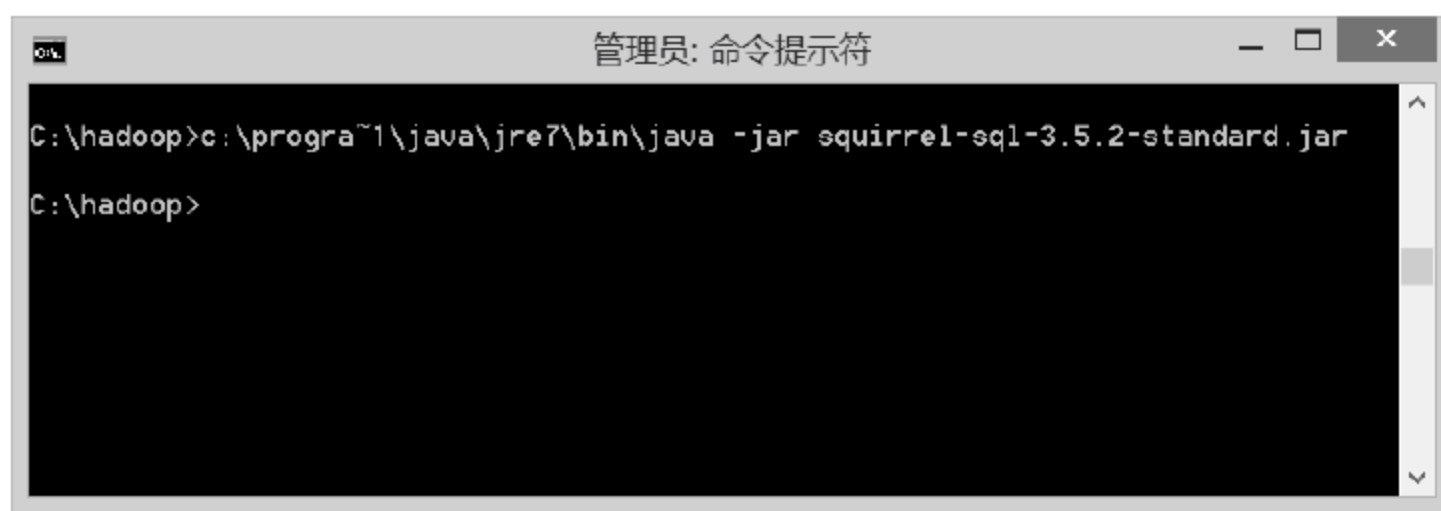 管理员: 命令提示符
C:\hadoop>c:\progra~1\java\jre7\bin\java -jar squirrel-sql-3.5.2-standard.jar
C:\hadoop>